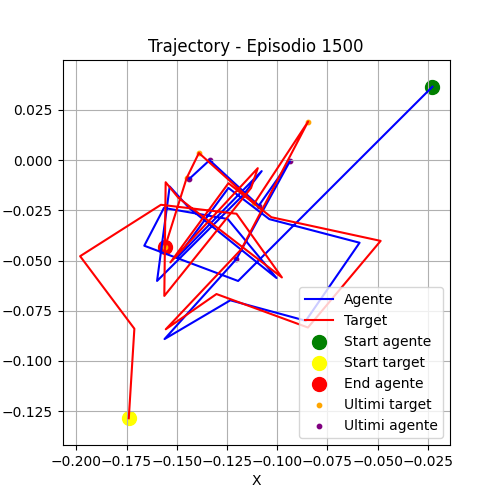 Trajectory - Episodio 1500
0.025
0.000
−0.025
−0.050
−0.075
−0.100
−0.125
Agente
Target
Start agente
Start target
End agente
Ultimi target
Ultimi agente
−0.200 −0.175 −0.150 −0.125 −0.100 −0.075 −0.050 −0.025
X